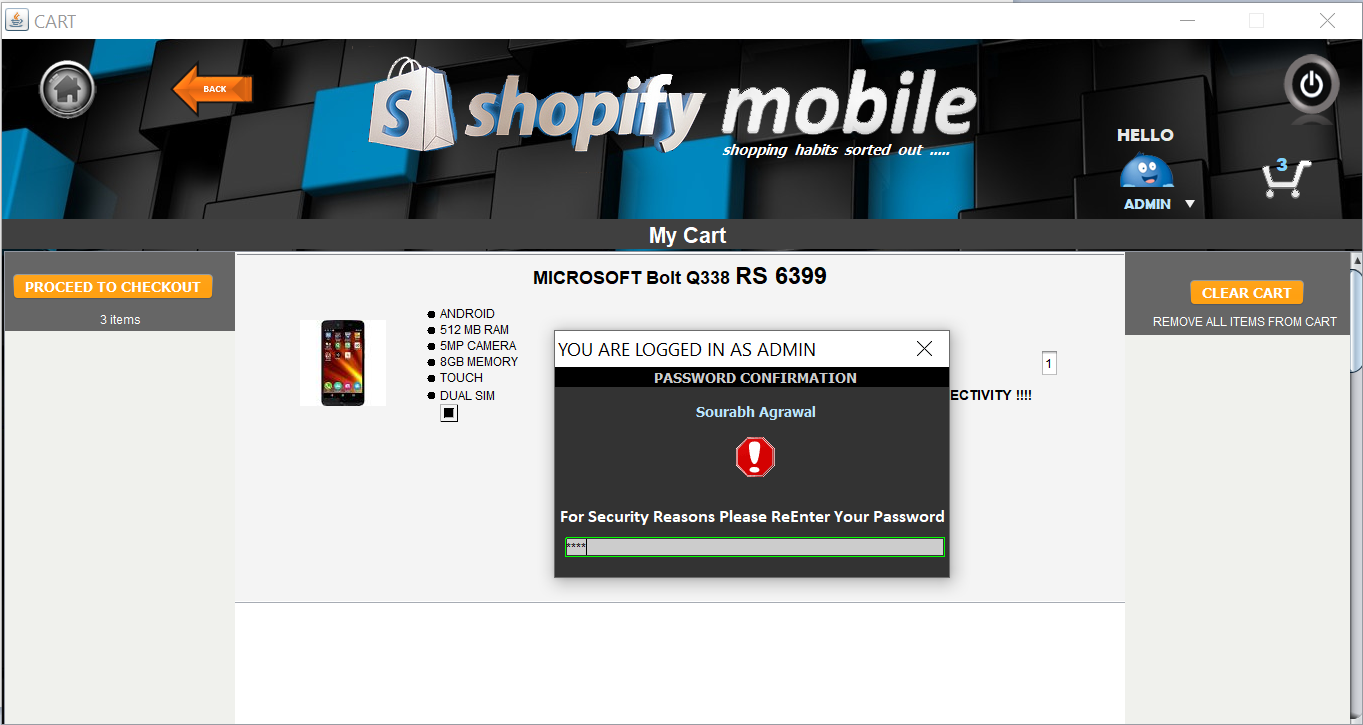 CART
BACK
S shopify mobile
shopping habits sorted out .....
HELLO
3
ADMIN
My Cart
PROCEED TO CHECKOUT
3 items
MICROSOFT Bolt Q338 RS 6399
ANDROID
512 MB RAM
5MP CAMERA
8GB MEMORY
TOUCH
DUAL SIM
YOU ARE LOGGED IN AS ADMIN
PASSWORD CONFIRMATION
Sourabh Agrawal
For Security Reasons Please ReEnter Your Password
****
1
ECTIVITY !!!!
CLEAR CART
REMOVE ALL ITEMS FROM CART